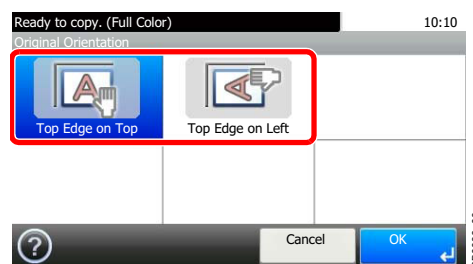 Ready to copy. (Full Color) 10:10
Original Orientation
A A
Top Edge on Top Top Edge on Left
? Cancel OK